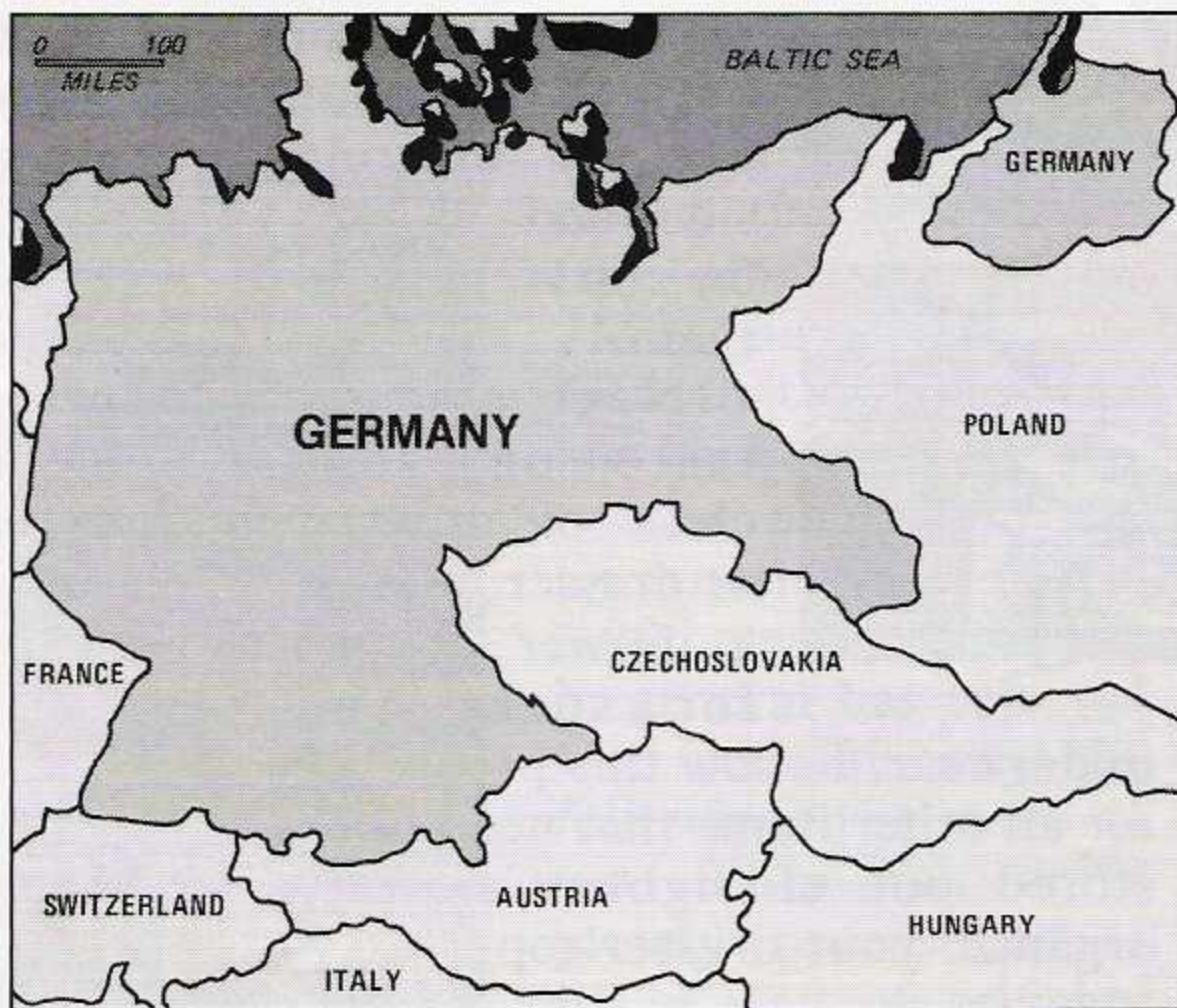 0 100
MILES
BALTIC SEA
GERMANY
GERMANY
POLAND
FRANCE
CZECHOSLOVAKIA
SWITZERLAND
AUSTRIA
HUNGARY
ITALY